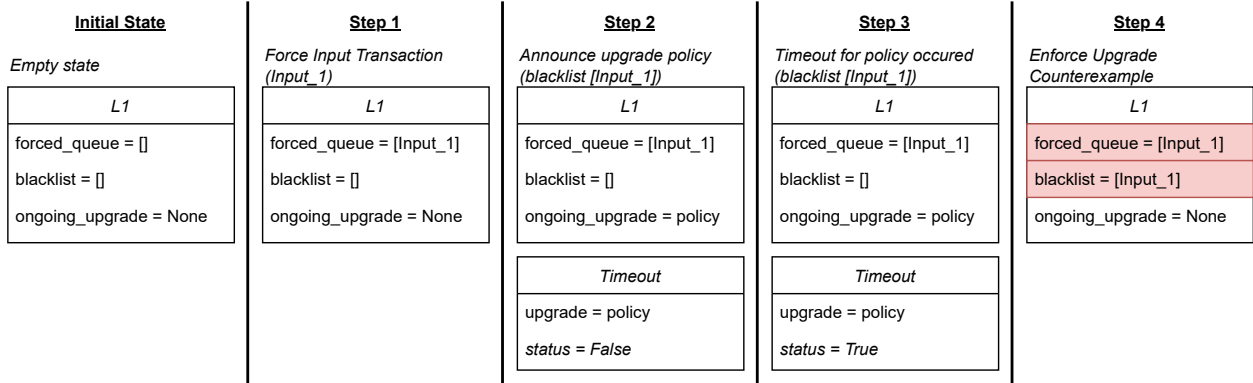 Initial State
Empty state
L1
forced_queue = []
blacklist = []
ongoing_upgrade = None
Step 1
Force Input Transaction
(Input_1)
L1
forced_queue = [Input_1]
blacklist = []
ongoing_upgrade = None
Step 2
Announce upgrade policy
(blacklist [Input_1])
L1
forced_queue = [Input_1]
blacklist = []
ongoing_upgrade = policy
Timeout
upgrade = policy
status = False
Step 3
Timeout for policy occured
(blacklist [Input_1])
L1
forced_queue = [Input_1]
blacklist = []
ongoing_upgrade = policy
Timeout
upgrade = policy
status = True
Step 4
Enforce Upgrade
Counterexample
L1
forced_queue = [Input_1]
blacklist = [Input_1]
ongoing_upgrade = None